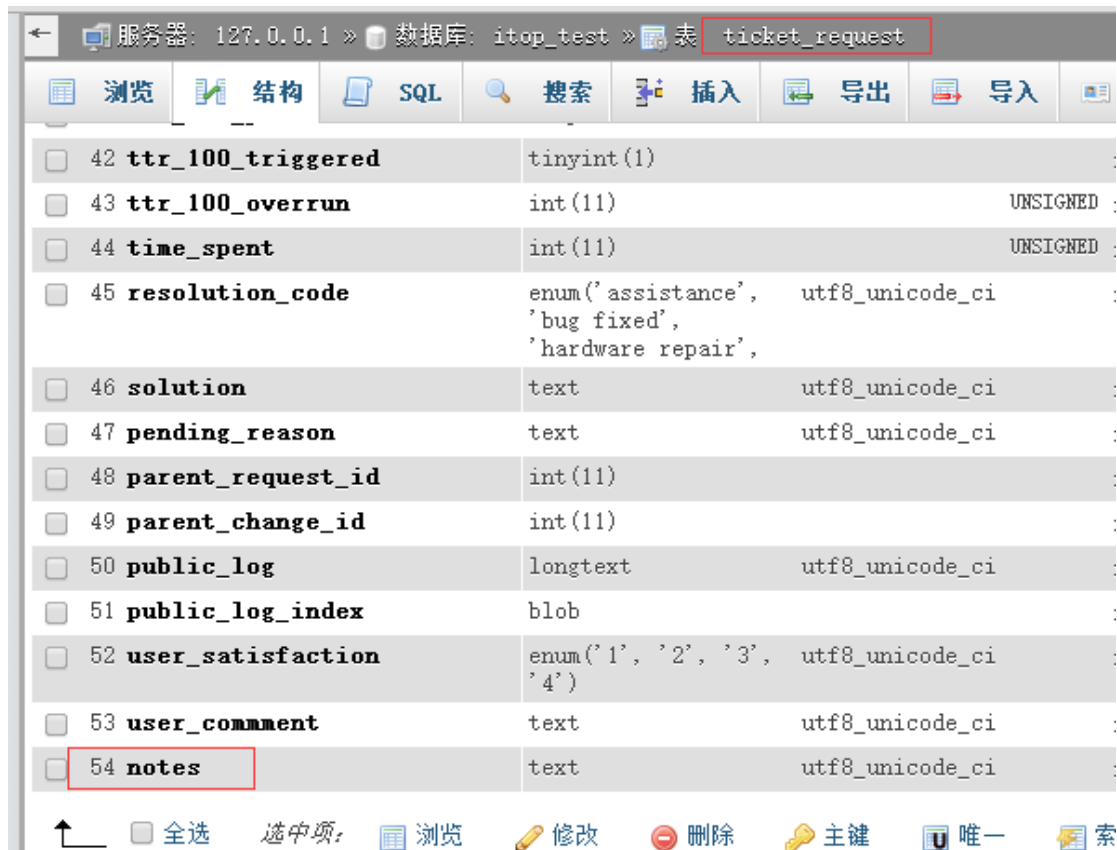 服务器: 127.0.0.1 » 数据库: itop_test » 表 ticket_request
浏览 结构 SQL 搜索 插入 导出 导入
42 ttr_100_triggered tinyint(1)
43 ttr_100_overrun int(11) UNSIGNED
44 time_spent int(11) UNSIGNED
45 resolution_code enum('assistance', utf8_unicode_ci
'bug fixed',
'hardware repair',
46 solution text utf8_unicode_ci
47 pending_reason text utf8_unicode_ci
48 parent_request_id int(11)
49 parent_change_id int(11)
50 public_log longtext utf8_unicode_ci
51 public_log_index blob
52 user_satisfaction enum('1', '2', '3', utf8_unicode_ci
'4')
53 user_commment text utf8_unicode_ci
54 notes text utf8_unicode_ci
全选 选中项: 浏览 修改 删除 主键 唯一 索